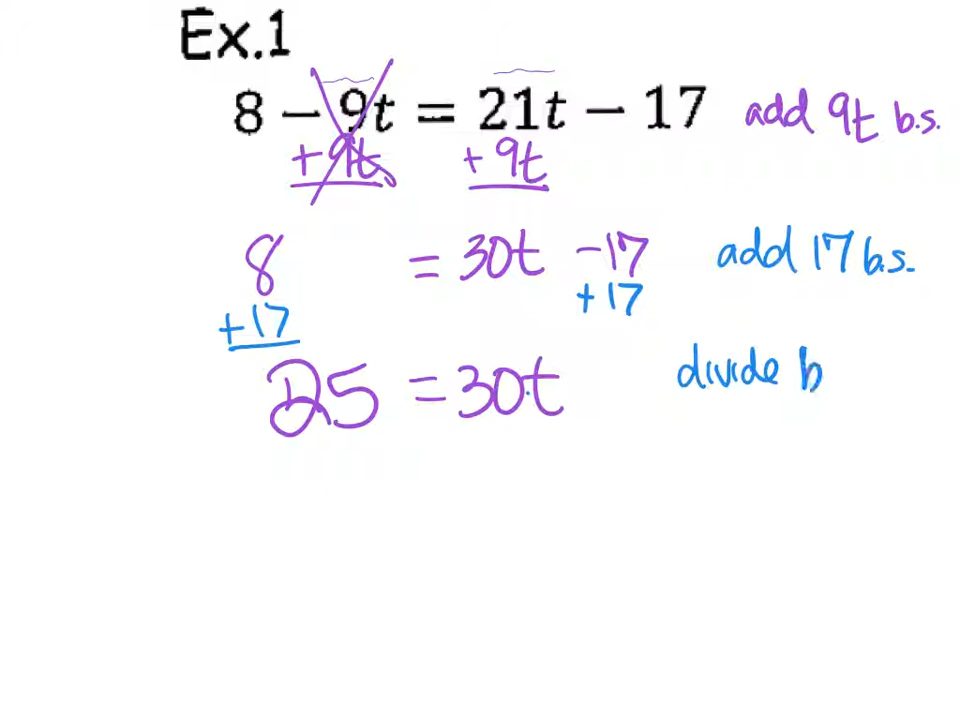 Ex.1
8 − 9t = 21t − 17 add 9t b.s.
+9t +9t
8 = 30t −17 add 17 b.s.
+17 +17
25 = 30t divide b